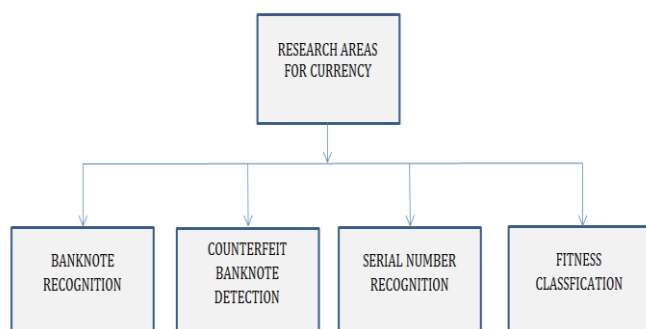 RESEARCH AREAS
FOR CURRENCY
BANKNOTE
RECOGNITION
COUNTERFEIT
BANKNOTE
DETECTION
SERIAL NUMBER
RECOGNITION
FITNESS
CLASSFICATION